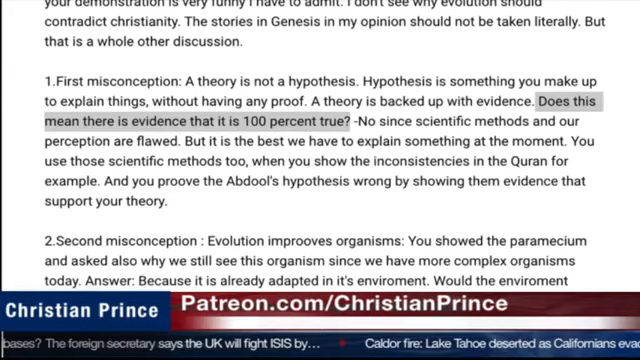 your demonstration is very funny I have to admit. I don't see why evolution should
contradict christianity. The stories in Genesis in my opinion should not be taken literally. But
that is a whole other discussion.
1.First misconception: A theory is not a hypothesis. Hypothesis is something you make up
to explain things, without having any proof. A theory is backed up with evidence. Does this
mean there is evidence that it is 100 percent true? -No since scientific methods and our
perception are flawed. But it is the best we have to explain something at the moment. You
use those scientific methods too, when you show the inconsistencies in the Quran for
example. And you proove the Abdool's hypothesis wrong by showing them evidence that
support your theory.
2.Second misconception : Evolution improoves organisms: You showed the paramecium
and asked also why we still see this organism since we have more complex organisms
today. Answer: Because it is already adapted in it's enviroment. Would the enviroment
Christian Prince
Patreon.com/ChristianPrince
bases? The foreign secretary says the UK will fight ISIS by… Caldor fire: Lake Tahoe deserted as Californians evac